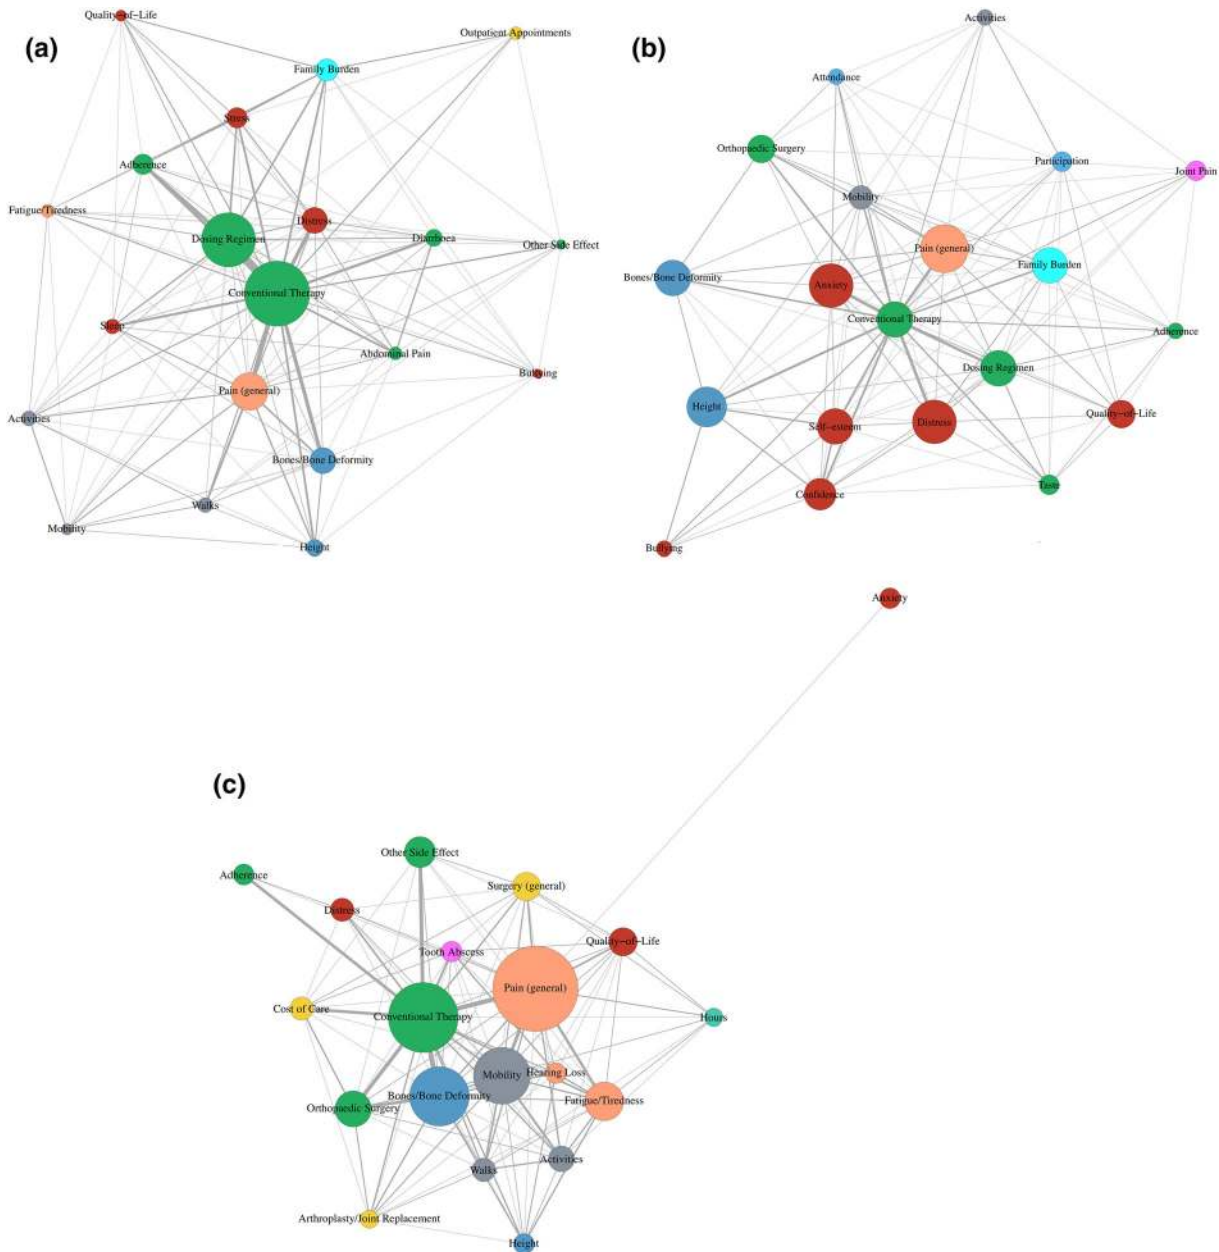 (a)
Quality-of-Life
Outpatient Appointments
Family Burden
Stress
Adherence
Fatigue/Tiredness
Distress
Dosing Regimen
Diarrhoea
Other Side Effect
Conventional Therapy
Sleep
Abdominal Pain
Bullying
Pain (general)
Activities
Bones/Bone Deformity
Walks
Mobility
Height
(b)
Activities
Attendance
Orthopaedic Surgery
Participation
Joint Pain
Mobility
Pain (general)
Family Burden
Bones/Bone Deformity
Anxiety
Conventional Therapy
Adherence
Dosing Regimen
Height
Quality-of-Life
Self-esteem
Distress
Taste
Confidence
Bullying
(c)
Anxiety
Other Side Effect
Adherence
Surgery (general)
Distress
Quality-of-Life
Tooth Abscess
Pain (general)
Cost of Care
Conventional Therapy
Hours
Mobility
Hearing Loss
Bones/Bone Deformity
Fatigue/Tiredness
Orthopaedic Surgery
Activities
Walks
Arthroplasty/Joint Replacement
Height